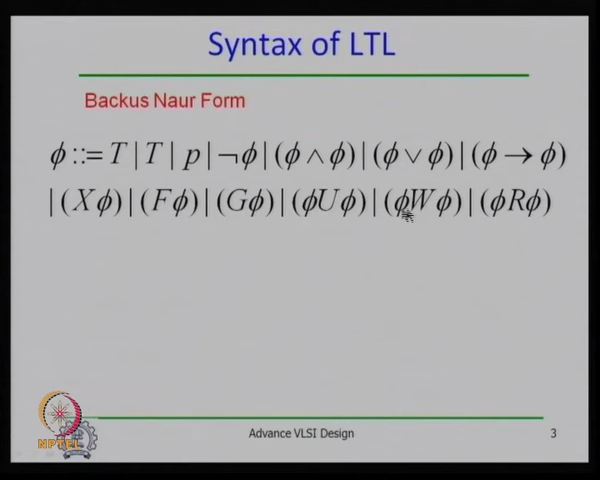 Syntax of LTL
Backus Naur Form
ϕ ::= T | T | p | ¬ϕ | (ϕ ∧ ϕ) | (ϕ ∨ ϕ) | (ϕ → ϕ)
| (Xϕ) | (Fϕ) | (Gϕ) | (ϕUϕ) | (ϕWϕ) | (ϕRϕ)
NPTEL
Advance VLSI Design
3